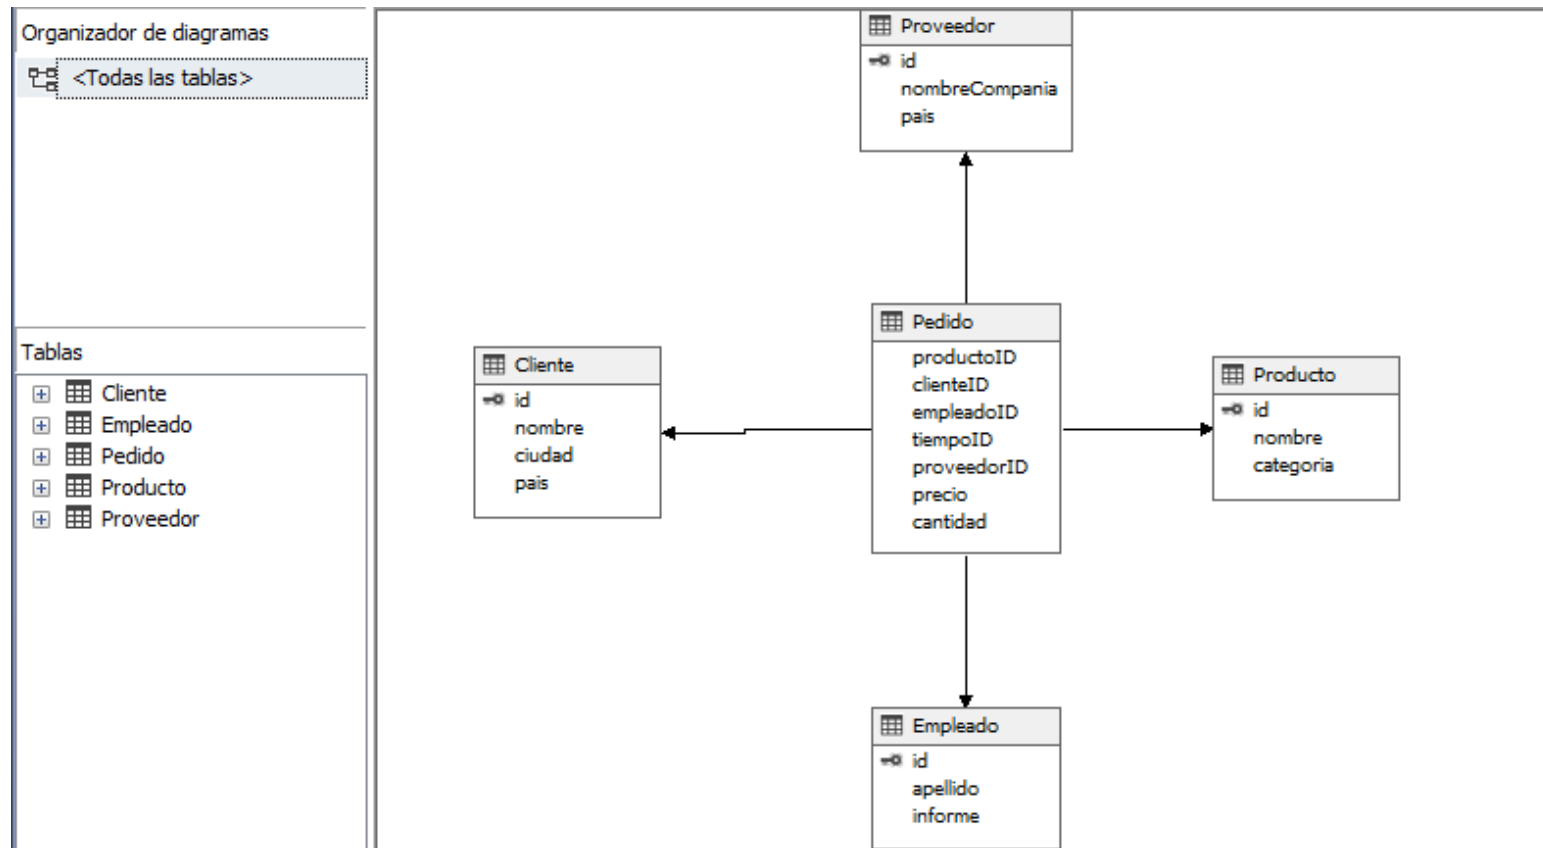 Organizador de diagramas
<Todas las tablas>
Tablas
Cliente
Empleado
Pedido
Producto
Proveedor
Proveedor
id
nombreCompania
pais
Cliente
id
nombre
ciudad
pais
Pedido
productoID
clienteID
empleadoID
tiempoID
proveedorID
precio
cantidad
Producto
id
nombre
categoria
Empleado
id
apellido
informe